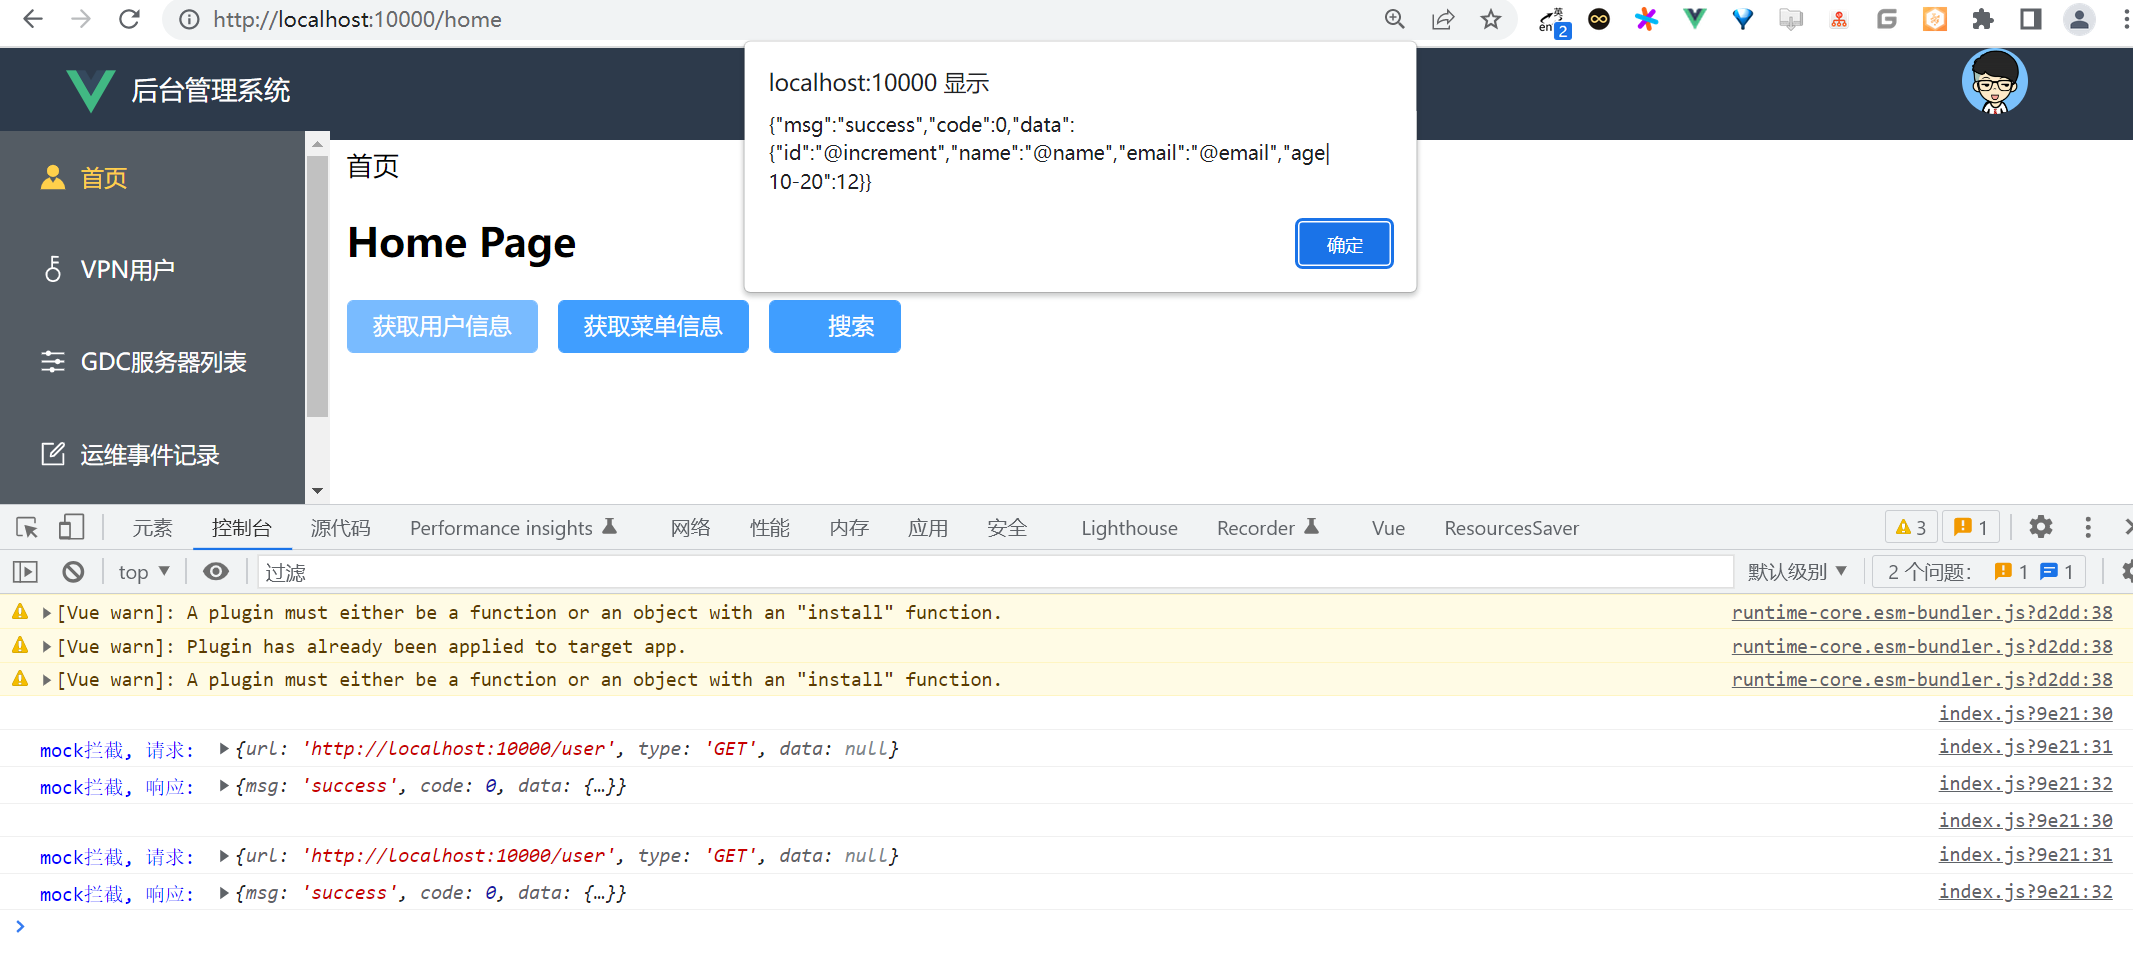 http://localhost:10000/home
英
en 2
后台管理系统
localhost:10000 显示
{"msg":"success","code":0,"data":
{"id":"@increment","name":"@name","email":"@email","age|
10-20":12}}
确定
首页
VPN用户
GDC服务器列表
运维事件记录
首页
Home Page
获取用户信息 获取菜单信息 搜索
元素 控制台 源代码 Performance insights 网络 性能 内存 应用 安全 Lighthouse Recorder Vue ResourcesSaver 3 1
top 过滤 默认级别 2 个问题: 1 1
[Vue warn]: A plugin must either be a function or an object with an "install" function. runtime-core.esm-bundler.js?d2dd:38
[Vue warn]: Plugin has already been applied to target app. runtime-core.esm-bundler.js?d2dd:38
[Vue warn]: A plugin must either be a function or an object with an "install" function. runtime-core.esm-bundler.js?d2dd:38
index.js?9e21:30
mock拦截, 请求: {url: 'http://localhost:10000/user', type: 'GET', data: null} index.js?9e21:31
mock拦截, 响应: {msg: 'success', code: 0, data: {…}} index.js?9e21:32
index.js?9e21:30
mock拦截, 请求: {url: 'http://localhost:10000/user', type: 'GET', data: null} index.js?9e21:31
mock拦截, 响应: {msg: 'success', code: 0, data: {…}} index.js?9e21:32